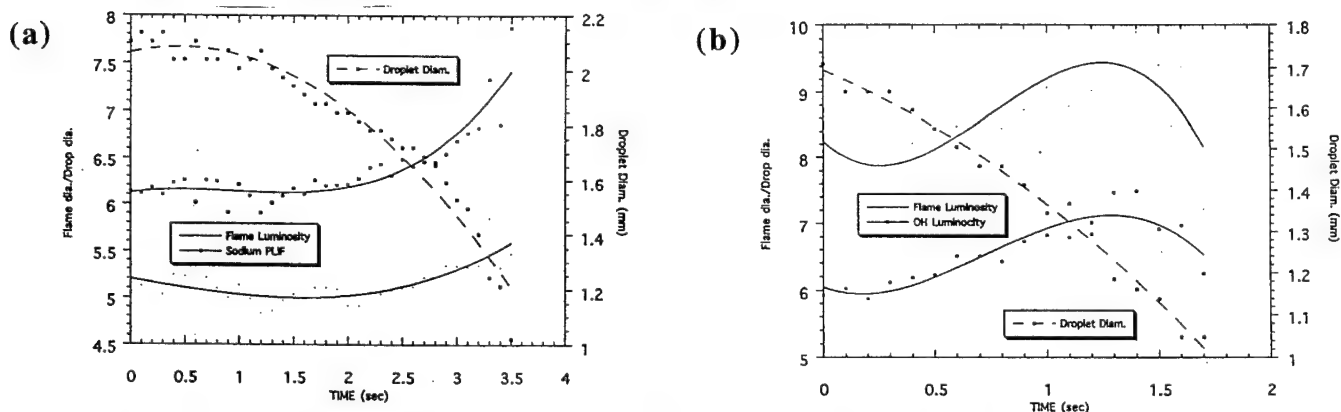 (a)
8
7.5
7
6.5
6
5.5
5
4.5
Flame dia./Drop dia.
2.2
2
1.8
1.6
1.4
1.2
1
Droplet Diam. (mm)
Droplet Diam.
Flame Luminosity
Sodium PLIF
0 0.5 1 1.5 2 2.5 3 3.5 4
TIME (sec)
(b)
10
9
8
7
6
5
Flame dia./Drop dia.
1.8
1.7
1.6
1.5
1.4
1.3
1.2
1.1
1
Droplet Diam. (mm)
Flame Luminosity
OH Luminocity
Droplet Diam.
0 0.5 1 1.5 2
TIME (sec)